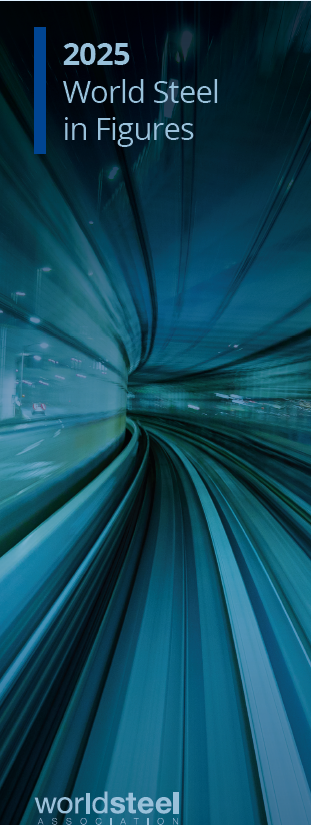 2025
World Steel
in Figures
worldsteel
ASSOCIATION